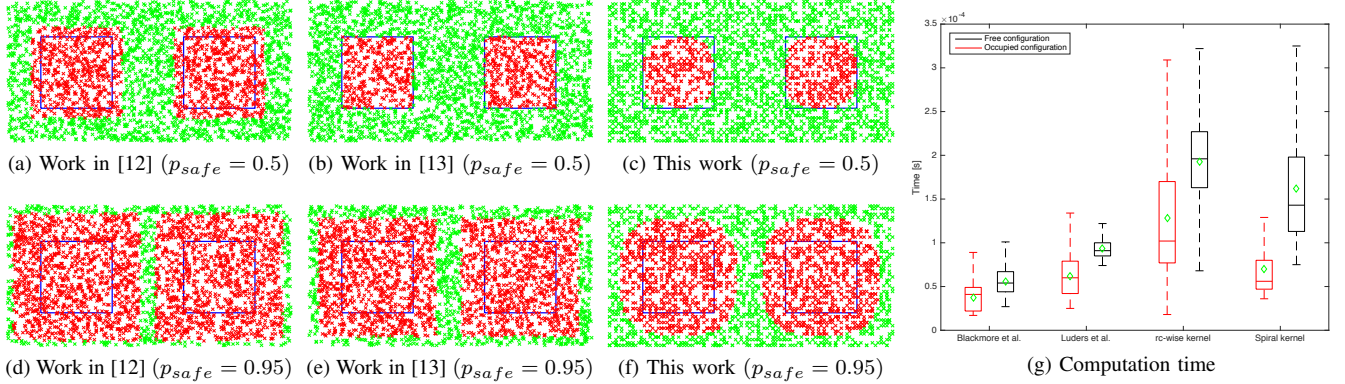 (a) Work in [12] (p_safe = 0.5)
(b) Work in [13] (p_safe = 0.5)
(c) This work (p_safe = 0.5)
(d) Work in [12] (p_safe = 0.95)
(e) Work in [13] (p_safe = 0.95)
(f) This work (p_safe = 0.95)
×10⁻⁴
Free configuration
Occupied configuration
Time [s]
3.5
3
2.5
2
1.5
1
0.5
0
Blackmore et al.
Luders et al.
rc-wise kernel
Spiral kernel
(g) Computation time